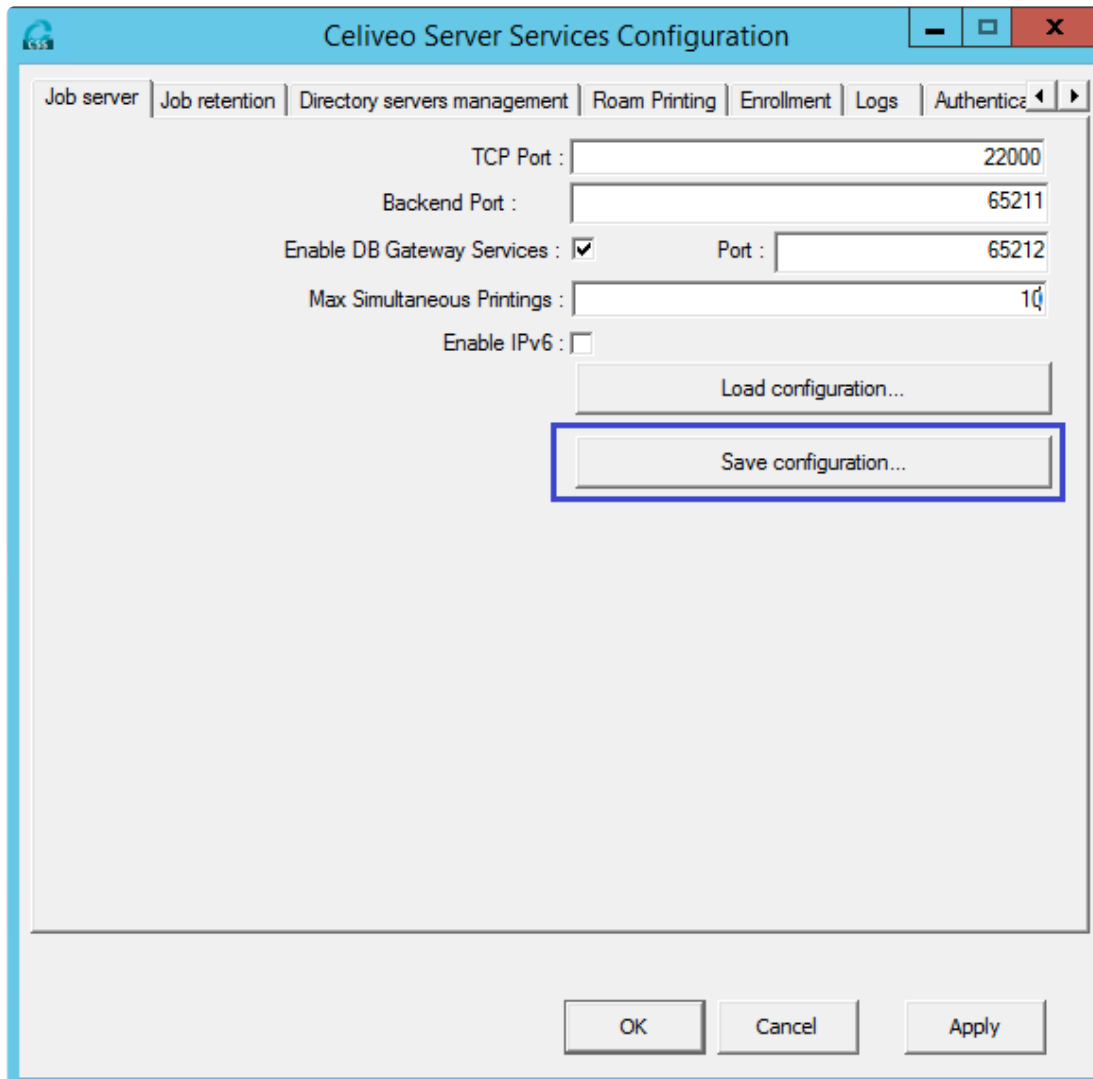 CSS
Celiveo Server Services Configuration
Job server Job retention Directory servers management Roam Printing Enrollment Logs Authentica
TCP Port : 22000
Backend Port : 65211
Enable DB Gateway Services : Port : 65212
Max Simultaneous Printings : 10
Enable IPv6 :
Load configuration...
Save configuration...
OK Cancel Apply